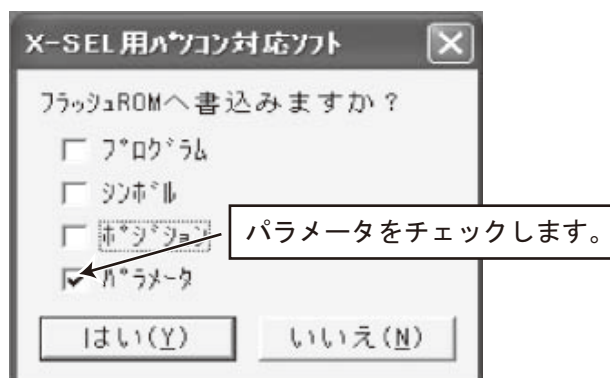 X-SEL用ﾊﾟｿｺﾝ対応ｿﾌﾄ
ﾌﾗｯｼｭROMへ書込みますか？
ﾌﾟﾛｸﾞﾗﾑ
ｼﾝﾎﾞﾙ
ﾎﾟｼﾞｼｮﾝ
パラメータをチェックします。
ﾊﾟﾗﾒｰﾀ
はい(Y)
いいえ(N)